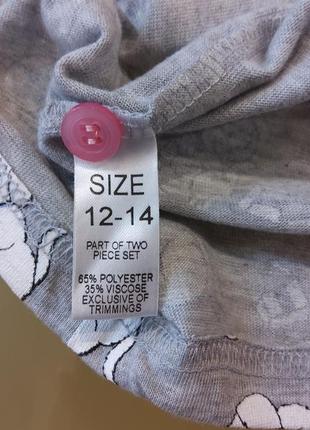 SIZE
12-14
PART OF TWO
PIECE SET
65% POLYESTER
35% VISCOSE
EXCLUSIVE OF
TRIMMINGS